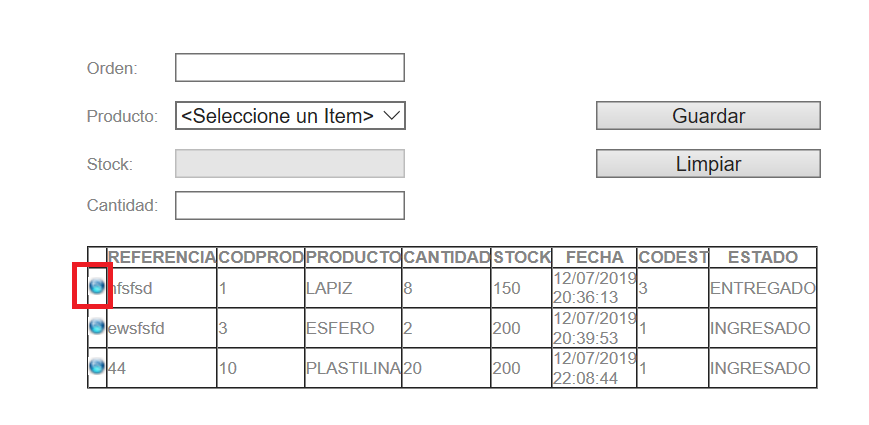 Orden:
Producto: <Seleccione un Item> Guardar
Stock: Limpiar
Cantidad:
REFERENCIA CODPROD PRODUCTO CANTIDAD STOCK FECHA CODEST ESTADO
1 LAPIZ 8 150 12/07/2019 20:36:13 3 ENTREGADO
ewsfsfd 3 ESFERO 2 200 12/07/2019 20:39:53 1 INGRESADO
44 10 PLASTILINA 20 200 12/07/2019 22:08:44 1 INGRESADO